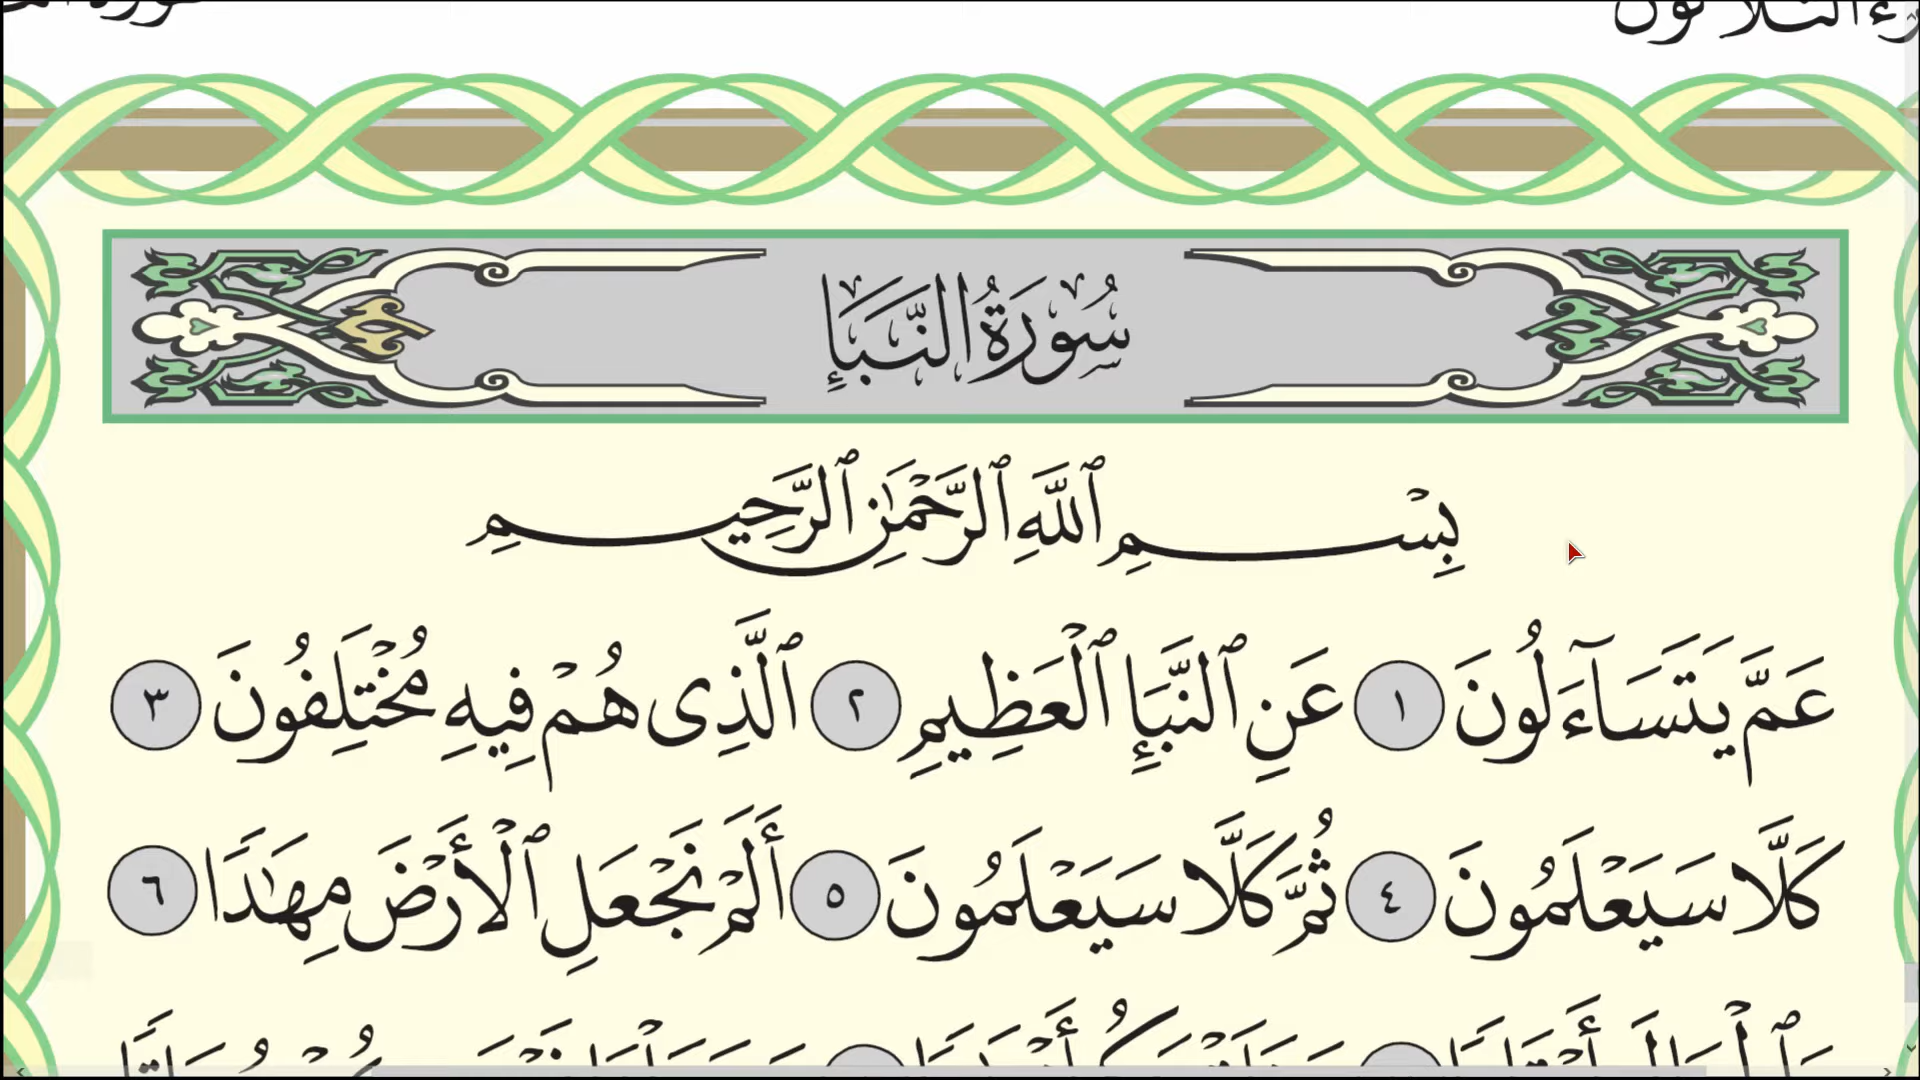 سُورَةُ النَّبَإِ
بِسْمِ ٱللَّهِ ٱلرَّحْمَٰنِ ٱلرَّحِيمِ
عَمَّ يَتَسَآءَلُونَ ١ عَنِ ٱلنَّبَإِ ٱلْعَظِيمِ ٢ ٱلَّذِى هُمْ فِيهِ مُخْتَلِفُونَ ٣
كَلَّا سَيَعْلَمُونَ ٤ ثُمَّ كَلَّا سَيَعْلَمُونَ ٥ أَلَمْ نَجْعَلِ ٱلْأَرْضَ مِهَٰدًا ٦